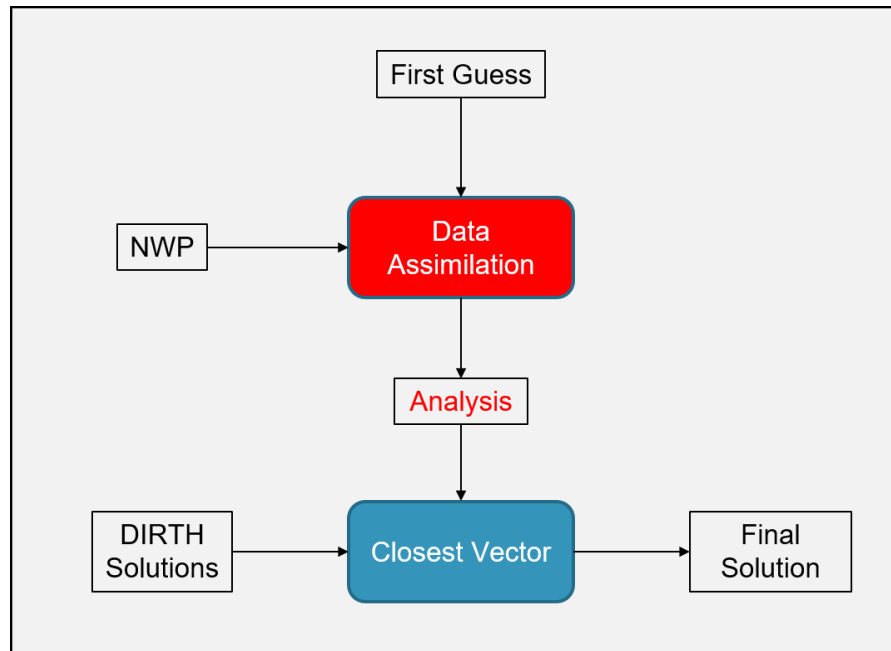 First Guess
NWP
Data
Assimilation
Analysis
DIRTH
Solutions
Closest Vector
Final
Solution